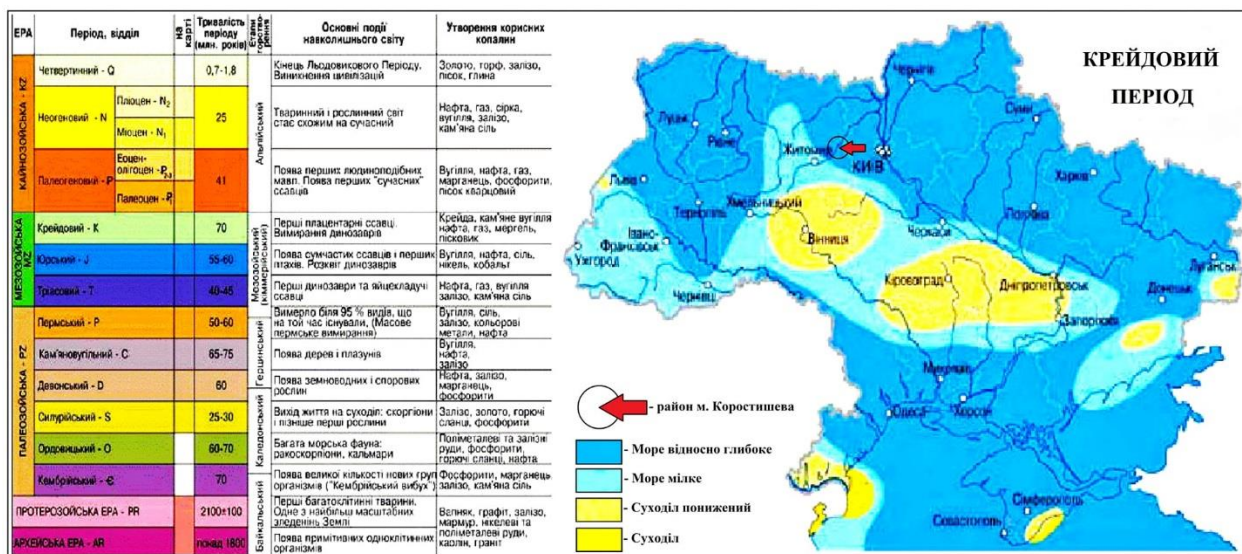 ЕРА
Період, відділ
на карті
Тривалість
періоду
(млн. років)
Етапи горотво-
рення
Основні події
навколишнього світу
Утворення корисних
копалин
КАЙНОЗОЙСЬКА - KZ
Четвертинний - Q
0,7-1,8
Кінець Льодовикового Періоду.
Виникнення цивілізацій
Золото, торф, залізо,
пісок, глина
Неогеновий - N
Пліоцен - N₂
Міоцен - N₁
25
Альпійський
Тваринний і рослинний світ
стає схожим на сучасний
Нафта, газ, сірка,
вугілля, залізо,
кам'яна сіль
Палеогеновий - P
Еоцен-
олігоцен - P₂₋₃
Палеоцен - P₁
41
Поява перших людиноподібних
мавп. Поява перших "сучасних"
ссавців
Вугілля, нафта, газ,
марганець, фосфорити,
пісок кварцовий
МЕЗОЗОЙСЬКА
MZ
Крейдовий - K
70
Мезозойський
(кіммерійський)
Перші плацентарні ссавці.
Вимирання динозаврів
Крейда, кам'яне вугілля
нафта, газ, мергель,
пісковик
Юрський - J
55-60
Поява сумчастих ссавців і перших
птахів. Розквіт динозаврів
Вугілля, нафта, сіль,
нікель, кобальт
Тріасовий - T
40-45
Перші динозаври та яйцекладучі
ссавці
Нафта, газ, вугілля
залізо, кам'яна сіль
ПАЛЕОЗОЙСЬКА - PZ
Пермський - P
50-60
Герцинський
Вимерло біля 95 % видів, що
на той час існували, (Масове
пермське вимирання)
Вугілля, сіль,
залізо, кольорові
метали, нафта
Кам'яновугільний - C
65-75
Поява дерев і плазунів
Вугілля,
нафта,
залізо
Девонський - D
60
Поява земноводних і спорових
рослин
Нафта, залізо,
марганець,
фосфорити
Силурійський - S
25-30
Каледонський
Вихід життя на суходіл: скорпіони
і пізніше перші рослини
Залізо, золото, горючі
сланці, фосфорити
Ордовицький - O
60-70
Багата морська фауна:
ракоскорпіони, кальмари
Поліметалеві та залізні
руди, фосфорити,
горючі сланці, нафта
Кембрійський - Є
70
Байкальський
Поява великої кількості нових груп
організмів ("Кембрійський вибух")
Фосфорити, марганець,
залізо, кам'яна сіль
ПРОТЕРОЗОЙСЬКА ЕРА - PR
2100±100
Перші багатоклітинні тварини.
Одне з найбільш масштабних
зледенінь Землі
Вапняк, графіт, залізо,
мармур, нікелеві та
поліметалеві руди,
каолін, граніт
АРХЕЙСЬКА ЕРА - AR
понад 1800
Поява примітивних одноклітинних
організмів
КРЕЙДОВИЙ
ПЕРІОД
Чернігів
Луцьк
Рівне
Суми
Житомир
КИЇВ
Львів
Харків
Хмельницький
Тернопіль
Полтава
Черкаси
Вінниця
Івано-
Франківськ
Ужгород
Луганськ
Кіровоград
Дніпропетровськ
Донецьк
Чернівці
Запоріжжя
Миколаїв
Одеса
Херсон
Сімферополь
Севастополь
- район м. Коростишева
- Море відносно глибоке
- Море мілке
- Суходіл понижений
- Суходіл